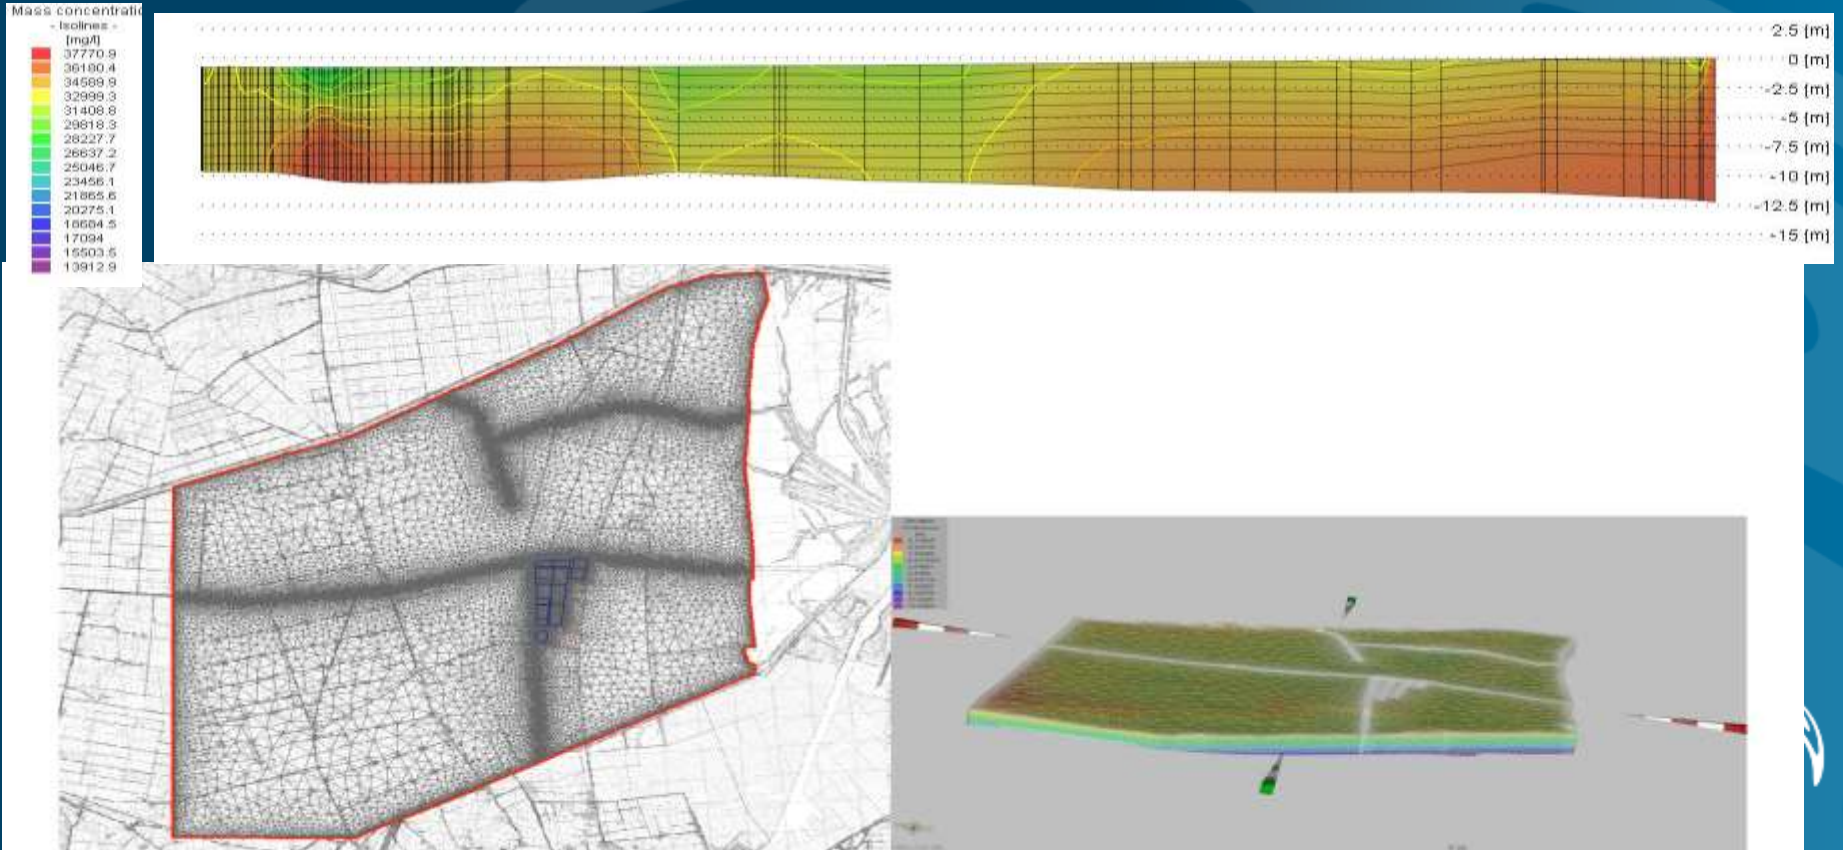 Mass concentratio
- Isolines -
[mg/l]
37770.9
36180.4
34589.9
32999.3
31408.8
29818.3
28227.7
26637.2
25046.7
23456.1
21865.6
20275.1
18684.5
17094
15503.5
13912.9
2.5 [m]
0 [m]
-2.5 [m]
-5 [m]
-7.5 [m]
-10 [m]
-12.5 [m]
-15 [m]